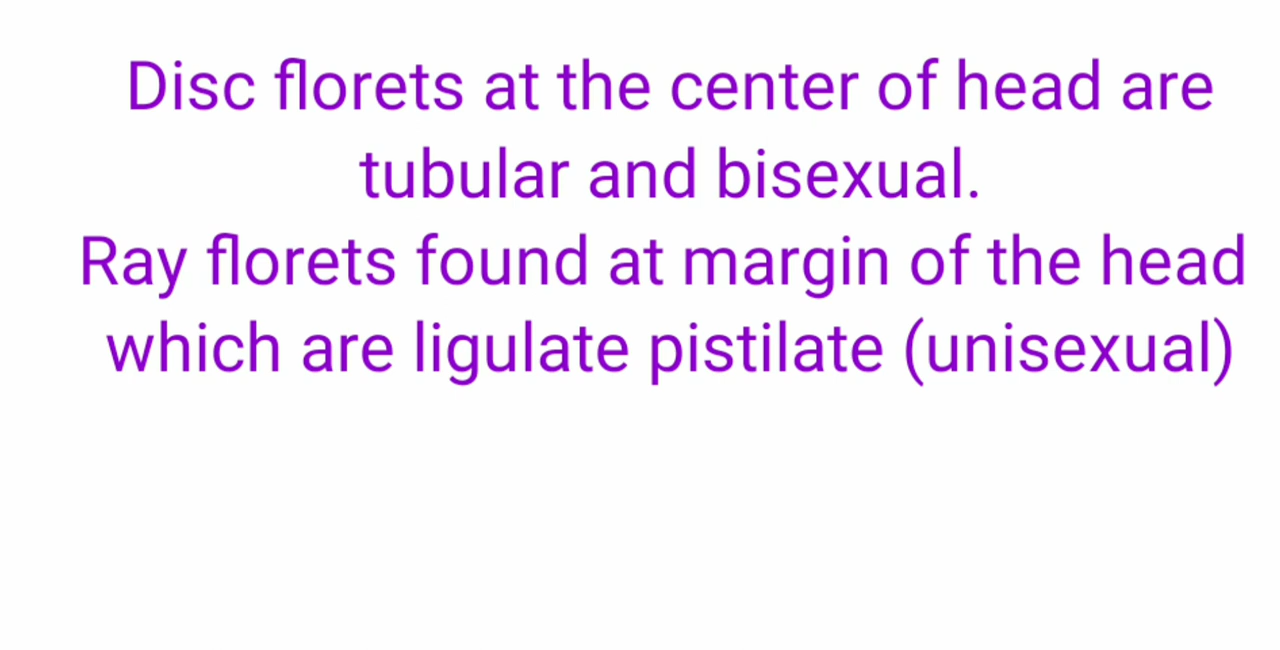 Disc florets at the center of head are
tubular and bisexual.
Ray florets found at margin of the head
which are ligulate pistilate (unisexual)